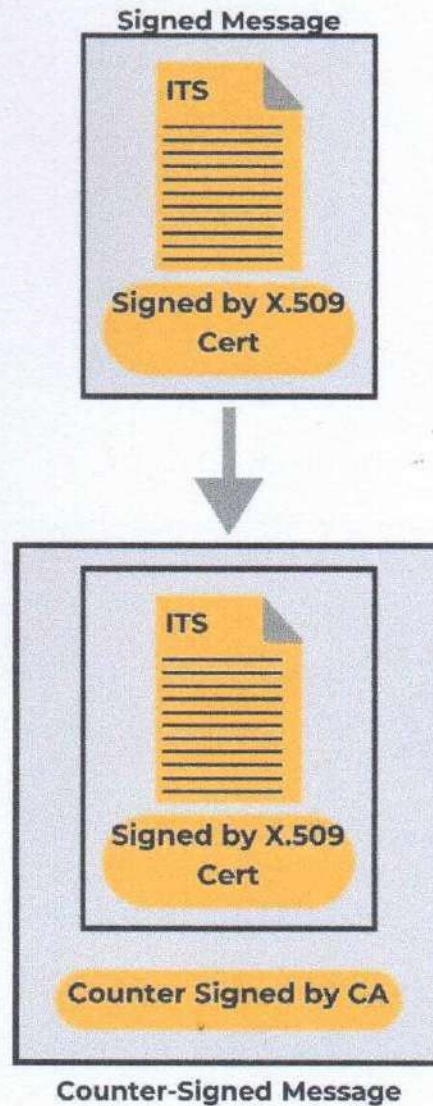 Signed Message
ITS
Signed by X.509
Cert
ITS
Signed by X.509
Cert
Counter Signed by CA
Counter-Signed Message